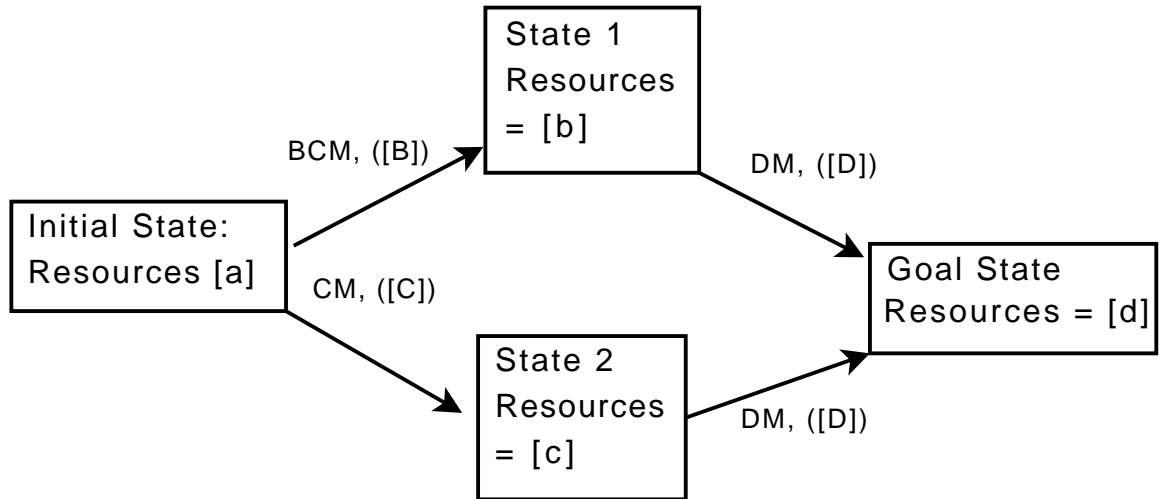 State 1
Resources
= [b]
BCM, ([B])
DM, ([D])
Initial State:
Resources [a]
CM, ([C])
Goal State
Resources = [d]
State 2
Resources
= [c]
DM, ([D])